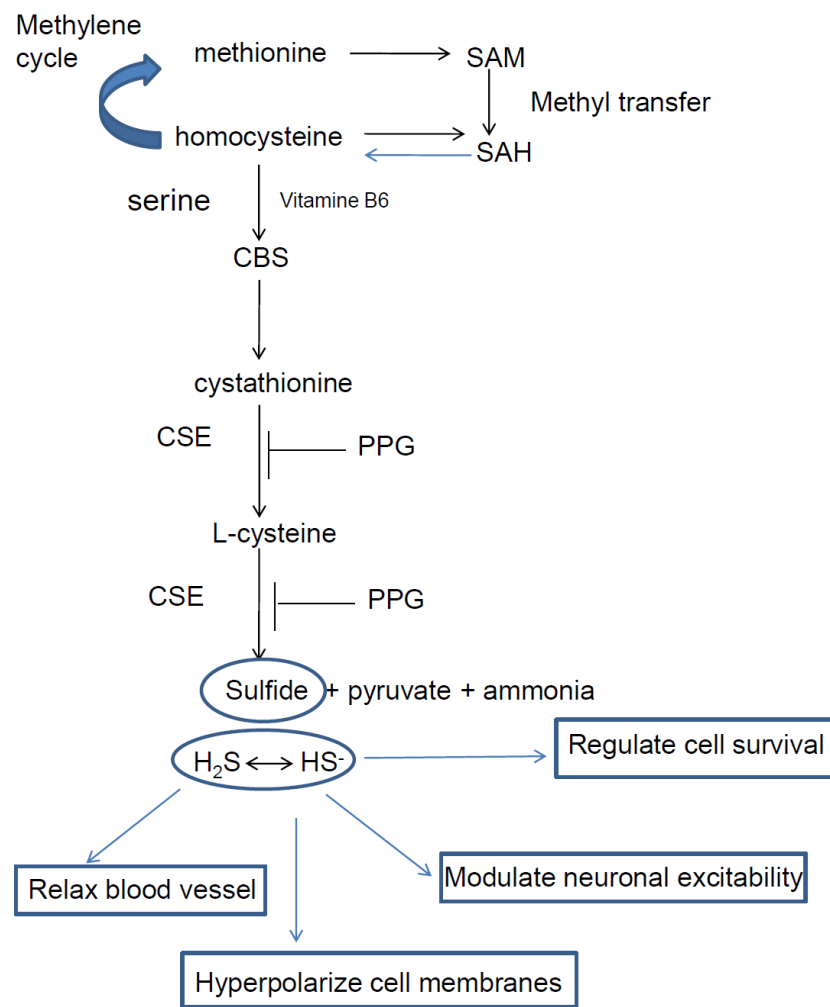 Methylene
cycle
methionine
SAM
Methyl transfer
homocysteine
SAH
serine
Vitamine B6
CBS
cystathionine
CSE
PPG
L-cysteine
CSE
PPG
Sulfide + pyruvate + ammonia
H₂S HS⁻
Regulate cell survival
Relax blood vessel
Modulate neuronal excitability
Hyperpolarize cell membranes